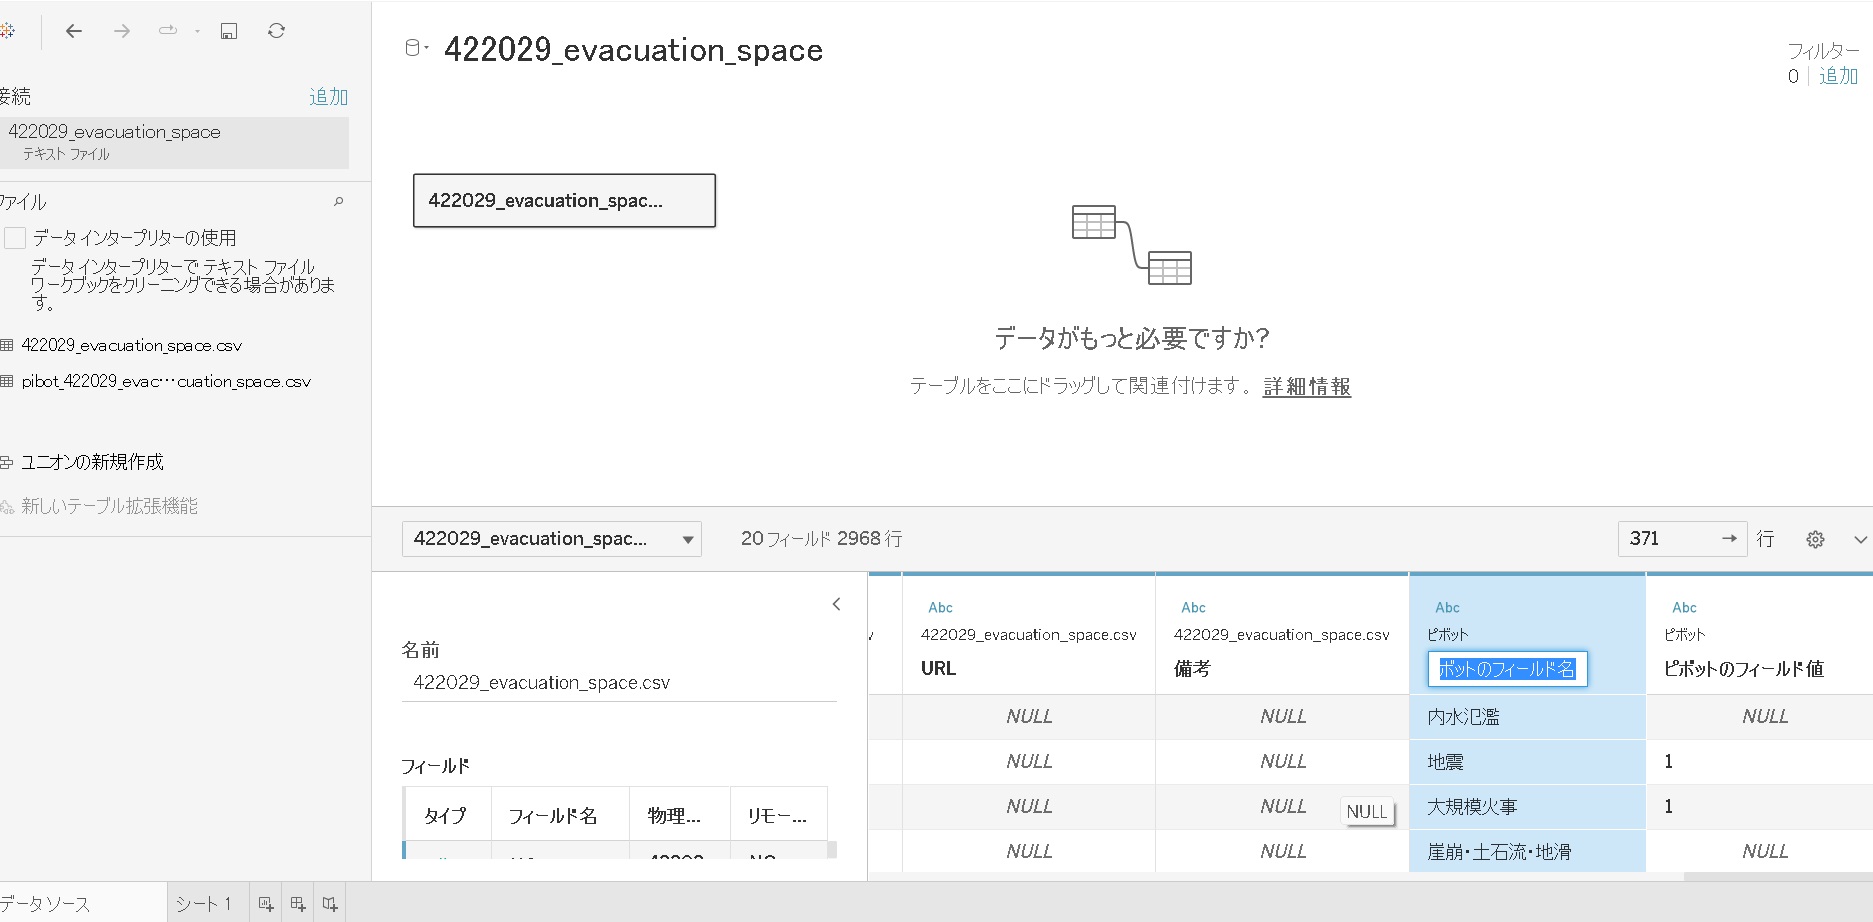 422029_evacuation_space
フィルター
0 追加
接続 追加
422029_evacuation_space
テキスト ファイル
ファイル
データ インタープリターの使用
データ インタープリターで テキスト ファイル
ワークブックをクリーニングできる場合がありま
す。
422029_evacuation_space.csv
pibot_422029_evac…cuation_space.csv
ユニオンの新規作成
新しいテーブル拡張機能
422029_evacuation_spac...
データがもっと必要ですか?
テーブルをここにドラッグして関連付けます。 詳細情報
422029_evacuation_spac... 20 フィールド 2968 行 371 → 行
名前
422029_evacuation_space.csv
フィールド
タイプ フィールド名 物理... リモー...
Abc Abc Abc Abc
422029_evacuation_space.csv 422029_evacuation_space.csv ピボット ピボット
URL 備考 ボットのフィールド名 ピボットのフィールド値
NULL NULL 内水氾濫 NULL
NULL NULL 地震 1
NULL NULL NULL 大規模火事 1
NULL NULL 崖崩・土石流・地滑 NULL
データソース シート 1